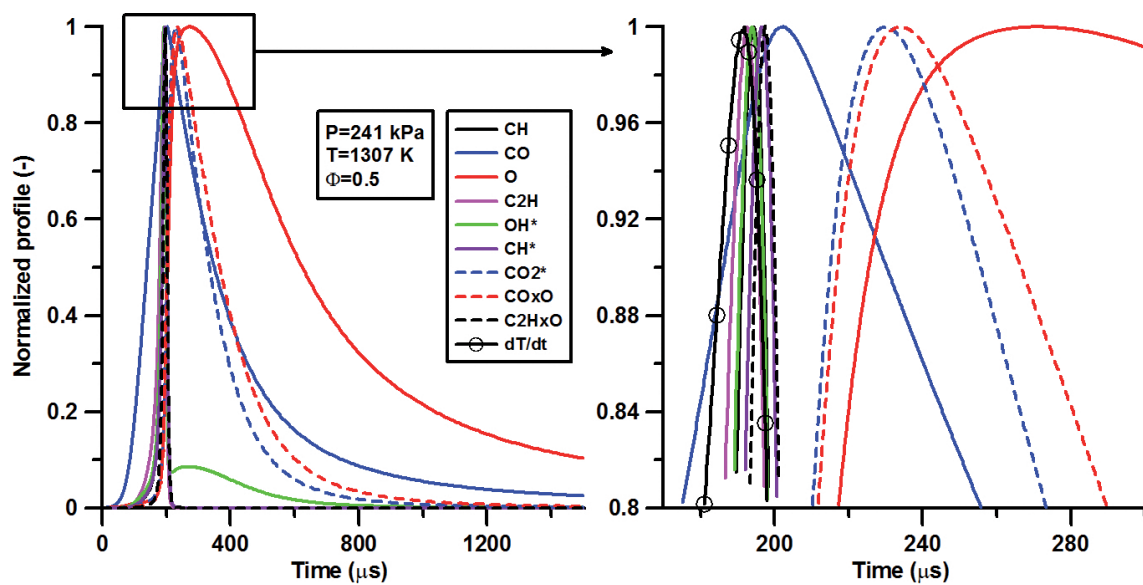 Normalized profile (-)
1
0.8
0.6
0.4
0.2
0
0
400
800
1200
Time (μs)
P=241 kPa
T=1307 K
Φ=0.5
CH
CO
O
C2H
OH*
CH*
CO2*
COxO
C2HxO
dT/dt
1
0.96
0.92
0.88
0.84
0.8
200
240
280
Time (μs)